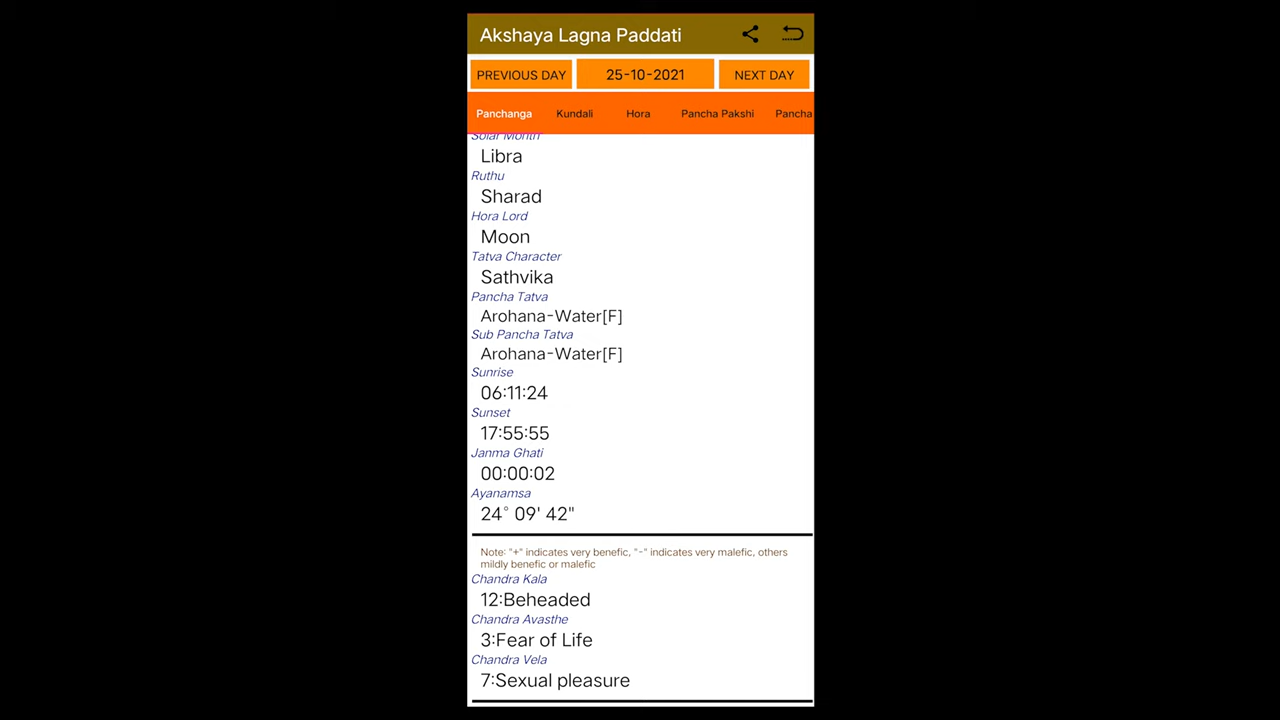 Akshaya Lagna Paddati
PREVIOUS DAY 25-10-2021 NEXT DAY
Panchanga Kundali Hora Pancha Pakshi Pancha
Solar Month
Libra
Ruthu
Sharad
Hora Lord
Moon
Tatva Character
Sathvika
Pancha Tatva
Arohana-Water[F]
Sub Pancha Tatva
Arohana-Water[F]
Sunrise
06:11:24
Sunset
17:55:55
Janma Ghati
00:00:02
Ayanamsa
24° 09' 42"
Note: "+" indicates very benefic, "-" indicates very malefic, others
mildly benefic or malefic
Chandra Kala
12:Beheaded
Chandra Avasthe
3:Fear of Life
Chandra Vela
7:Sexual pleasure